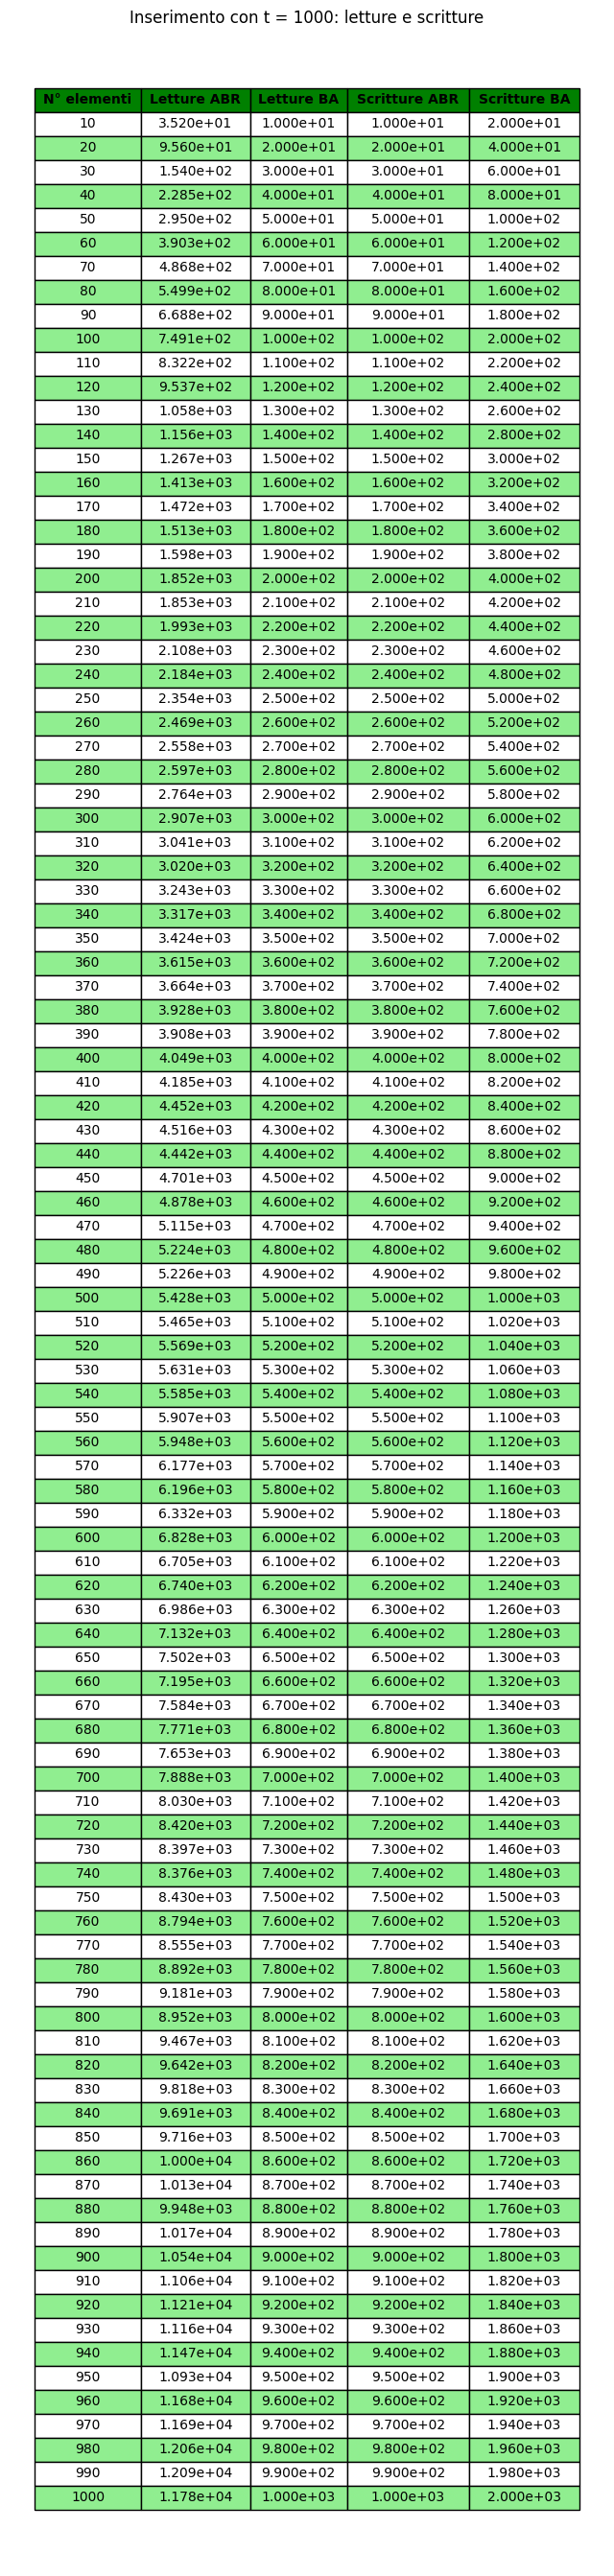 Inserimento con t = 1000: letture e scritture
N° elementi Letture ABR Letture BA Scritture ABR Scritture BA
10 3.520e+01 1.000e+01 1.000e+01 2.000e+01
20 9.560e+01 2.000e+01 2.000e+01 4.000e+01
30 1.540e+02 3.000e+01 3.000e+01 6.000e+01
40 2.285e+02 4.000e+01 4.000e+01 8.000e+01
50 2.950e+02 5.000e+01 5.000e+01 1.000e+02
60 3.903e+02 6.000e+01 6.000e+01 1.200e+02
70 4.868e+02 7.000e+01 7.000e+01 1.400e+02
80 5.499e+02 8.000e+01 8.000e+01 1.600e+02
90 6.688e+02 9.000e+01 9.000e+01 1.800e+02
100 7.491e+02 1.000e+02 1.000e+02 2.000e+02
110 8.322e+02 1.100e+02 1.100e+02 2.200e+02
120 9.537e+02 1.200e+02 1.200e+02 2.400e+02
130 1.058e+03 1.300e+02 1.300e+02 2.600e+02
140 1.156e+03 1.400e+02 1.400e+02 2.800e+02
150 1.267e+03 1.500e+02 1.500e+02 3.000e+02
160 1.413e+03 1.600e+02 1.600e+02 3.200e+02
170 1.472e+03 1.700e+02 1.700e+02 3.400e+02
180 1.513e+03 1.800e+02 1.800e+02 3.600e+02
190 1.598e+03 1.900e+02 1.900e+02 3.800e+02
200 1.852e+03 2.000e+02 2.000e+02 4.000e+02
210 1.853e+03 2.100e+02 2.100e+02 4.200e+02
220 1.993e+03 2.200e+02 2.200e+02 4.400e+02
230 2.108e+03 2.300e+02 2.300e+02 4.600e+02
240 2.184e+03 2.400e+02 2.400e+02 4.800e+02
250 2.354e+03 2.500e+02 2.500e+02 5.000e+02
260 2.469e+03 2.600e+02 2.600e+02 5.200e+02
270 2.558e+03 2.700e+02 2.700e+02 5.400e+02
280 2.597e+03 2.800e+02 2.800e+02 5.600e+02
290 2.764e+03 2.900e+02 2.900e+02 5.800e+02
300 2.907e+03 3.000e+02 3.000e+02 6.000e+02
310 3.041e+03 3.100e+02 3.100e+02 6.200e+02
320 3.020e+03 3.200e+02 3.200e+02 6.400e+02
330 3.243e+03 3.300e+02 3.300e+02 6.600e+02
340 3.317e+03 3.400e+02 3.400e+02 6.800e+02
350 3.424e+03 3.500e+02 3.500e+02 7.000e+02
360 3.615e+03 3.600e+02 3.600e+02 7.200e+02
370 3.664e+03 3.700e+02 3.700e+02 7.400e+02
380 3.928e+03 3.800e+02 3.800e+02 7.600e+02
390 3.908e+03 3.900e+02 3.900e+02 7.800e+02
400 4.049e+03 4.000e+02 4.000e+02 8.000e+02
410 4.185e+03 4.100e+02 4.100e+02 8.200e+02
420 4.452e+03 4.200e+02 4.200e+02 8.400e+02
430 4.516e+03 4.300e+02 4.300e+02 8.600e+02
440 4.442e+03 4.400e+02 4.400e+02 8.800e+02
450 4.701e+03 4.500e+02 4.500e+02 9.000e+02
460 4.878e+03 4.600e+02 4.600e+02 9.200e+02
470 5.115e+03 4.700e+02 4.700e+02 9.400e+02
480 5.224e+03 4.800e+02 4.800e+02 9.600e+02
490 5.226e+03 4.900e+02 4.900e+02 9.800e+02
500 5.428e+03 5.000e+02 5.000e+02 1.000e+03
510 5.465e+03 5.100e+02 5.100e+02 1.020e+03
520 5.569e+03 5.200e+02 5.200e+02 1.040e+03
530 5.631e+03 5.300e+02 5.300e+02 1.060e+03
540 5.585e+03 5.400e+02 5.400e+02 1.080e+03
550 5.907e+03 5.500e+02 5.500e+02 1.100e+03
560 5.948e+03 5.600e+02 5.600e+02 1.120e+03
570 6.177e+03 5.700e+02 5.700e+02 1.140e+03
580 6.196e+03 5.800e+02 5.800e+02 1.160e+03
590 6.332e+03 5.900e+02 5.900e+02 1.180e+03
600 6.828e+03 6.000e+02 6.000e+02 1.200e+03
610 6.705e+03 6.100e+02 6.100e+02 1.220e+03
620 6.740e+03 6.200e+02 6.200e+02 1.240e+03
630 6.986e+03 6.300e+02 6.300e+02 1.260e+03
640 7.132e+03 6.400e+02 6.400e+02 1.280e+03
650 7.502e+03 6.500e+02 6.500e+02 1.300e+03
660 7.195e+03 6.600e+02 6.600e+02 1.320e+03
670 7.584e+03 6.700e+02 6.700e+02 1.340e+03
680 7.771e+03 6.800e+02 6.800e+02 1.360e+03
690 7.653e+03 6.900e+02 6.900e+02 1.380e+03
700 7.888e+03 7.000e+02 7.000e+02 1.400e+03
710 8.030e+03 7.100e+02 7.100e+02 1.420e+03
720 8.420e+03 7.200e+02 7.200e+02 1.440e+03
730 8.397e+03 7.300e+02 7.300e+02 1.460e+03
740 8.376e+03 7.400e+02 7.400e+02 1.480e+03
750 8.430e+03 7.500e+02 7.500e+02 1.500e+03
760 8.794e+03 7.600e+02 7.600e+02 1.520e+03
770 8.555e+03 7.700e+02 7.700e+02 1.540e+03
780 8.892e+03 7.800e+02 7.800e+02 1.560e+03
790 9.181e+03 7.900e+02 7.900e+02 1.580e+03
800 8.952e+03 8.000e+02 8.000e+02 1.600e+03
810 9.467e+03 8.100e+02 8.100e+02 1.620e+03
820 9.642e+03 8.200e+02 8.200e+02 1.640e+03
830 9.818e+03 8.300e+02 8.300e+02 1.660e+03
840 9.691e+03 8.400e+02 8.400e+02 1.680e+03
850 9.716e+03 8.500e+02 8.500e+02 1.700e+03
860 1.000e+04 8.600e+02 8.600e+02 1.720e+03
870 1.013e+04 8.700e+02 8.700e+02 1.740e+03
880 9.948e+03 8.800e+02 8.800e+02 1.760e+03
890 1.017e+04 8.900e+02 8.900e+02 1.780e+03
900 1.054e+04 9.000e+02 9.000e+02 1.800e+03
910 1.106e+04 9.100e+02 9.100e+02 1.820e+03
920 1.121e+04 9.200e+02 9.200e+02 1.840e+03
930 1.116e+04 9.300e+02 9.300e+02 1.860e+03
940 1.147e+04 9.400e+02 9.400e+02 1.880e+03
950 1.093e+04 9.500e+02 9.500e+02 1.900e+03
960 1.168e+04 9.600e+02 9.600e+02 1.920e+03
970 1.169e+04 9.700e+02 9.700e+02 1.940e+03
980 1.206e+04 9.800e+02 9.800e+02 1.960e+03
990 1.209e+04 9.900e+02 9.900e+02 1.980e+03
1000 1.178e+04 1.000e+03 1.000e+03 2.000e+03